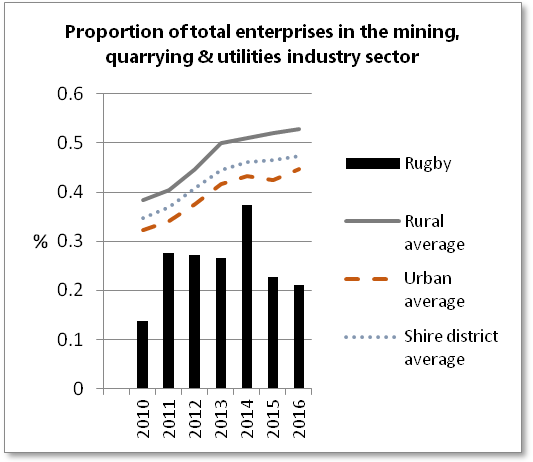 Proportion of total enterprises in the mining,
quarrying & utilities industry sector
0.6
0.5
0.4
0.3
0.2
0.1
0
%
2010
2011
2012
2013
2014
2015
2016
Rugby
Rural
average
Urban
average
Shire district
average